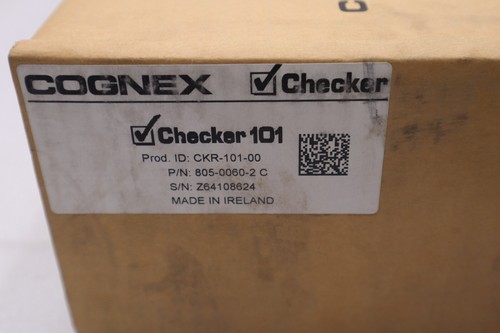 COGNEX Checker
Checker 101
Prod. ID: CKR-101-00
P/N: 805-0060-2 C
S/N: Z64108624
MADE IN IRELAND